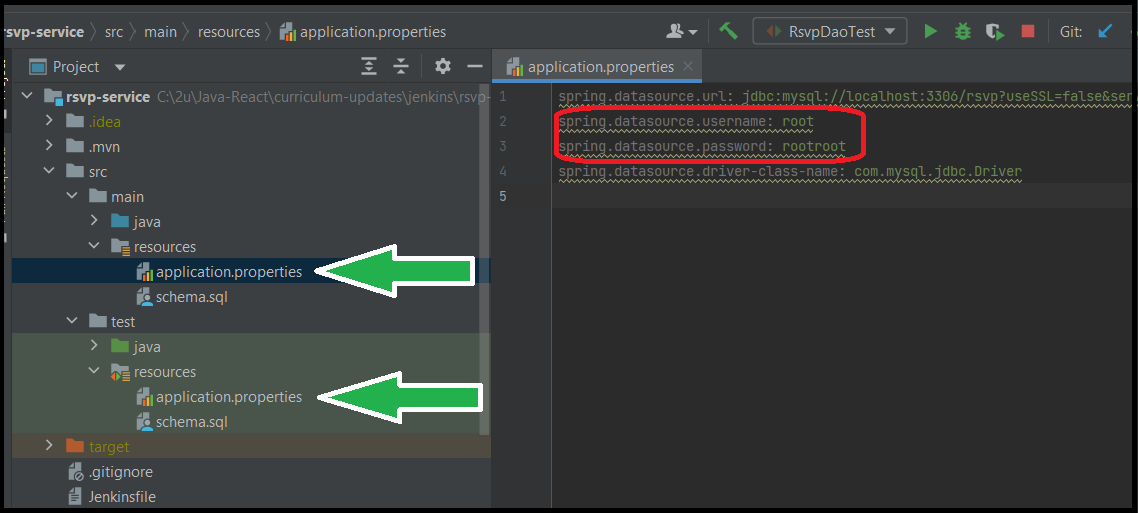 rsvp-service src main resources application.properties RsvpDaoTest Git:
Project
application.properties
rsvp-service C:\2u\Java-React\curriculum-updates\jenkins\rsvp-
.idea
.mvn
src
main
java
resources
application.properties
schema.sql
test
java
resources
application.properties
schema.sql
target
.gitignore
Jenkinsfile
1 spring.datasource.url: jdbc:mysql://localhost:3306/rsvp?useSSL=false&ser
2 spring.datasource.username: root
3 spring.datasource.password: rootroot
4 spring.datasource.driver-class-name: com.mysql.jdbc.Driver
5